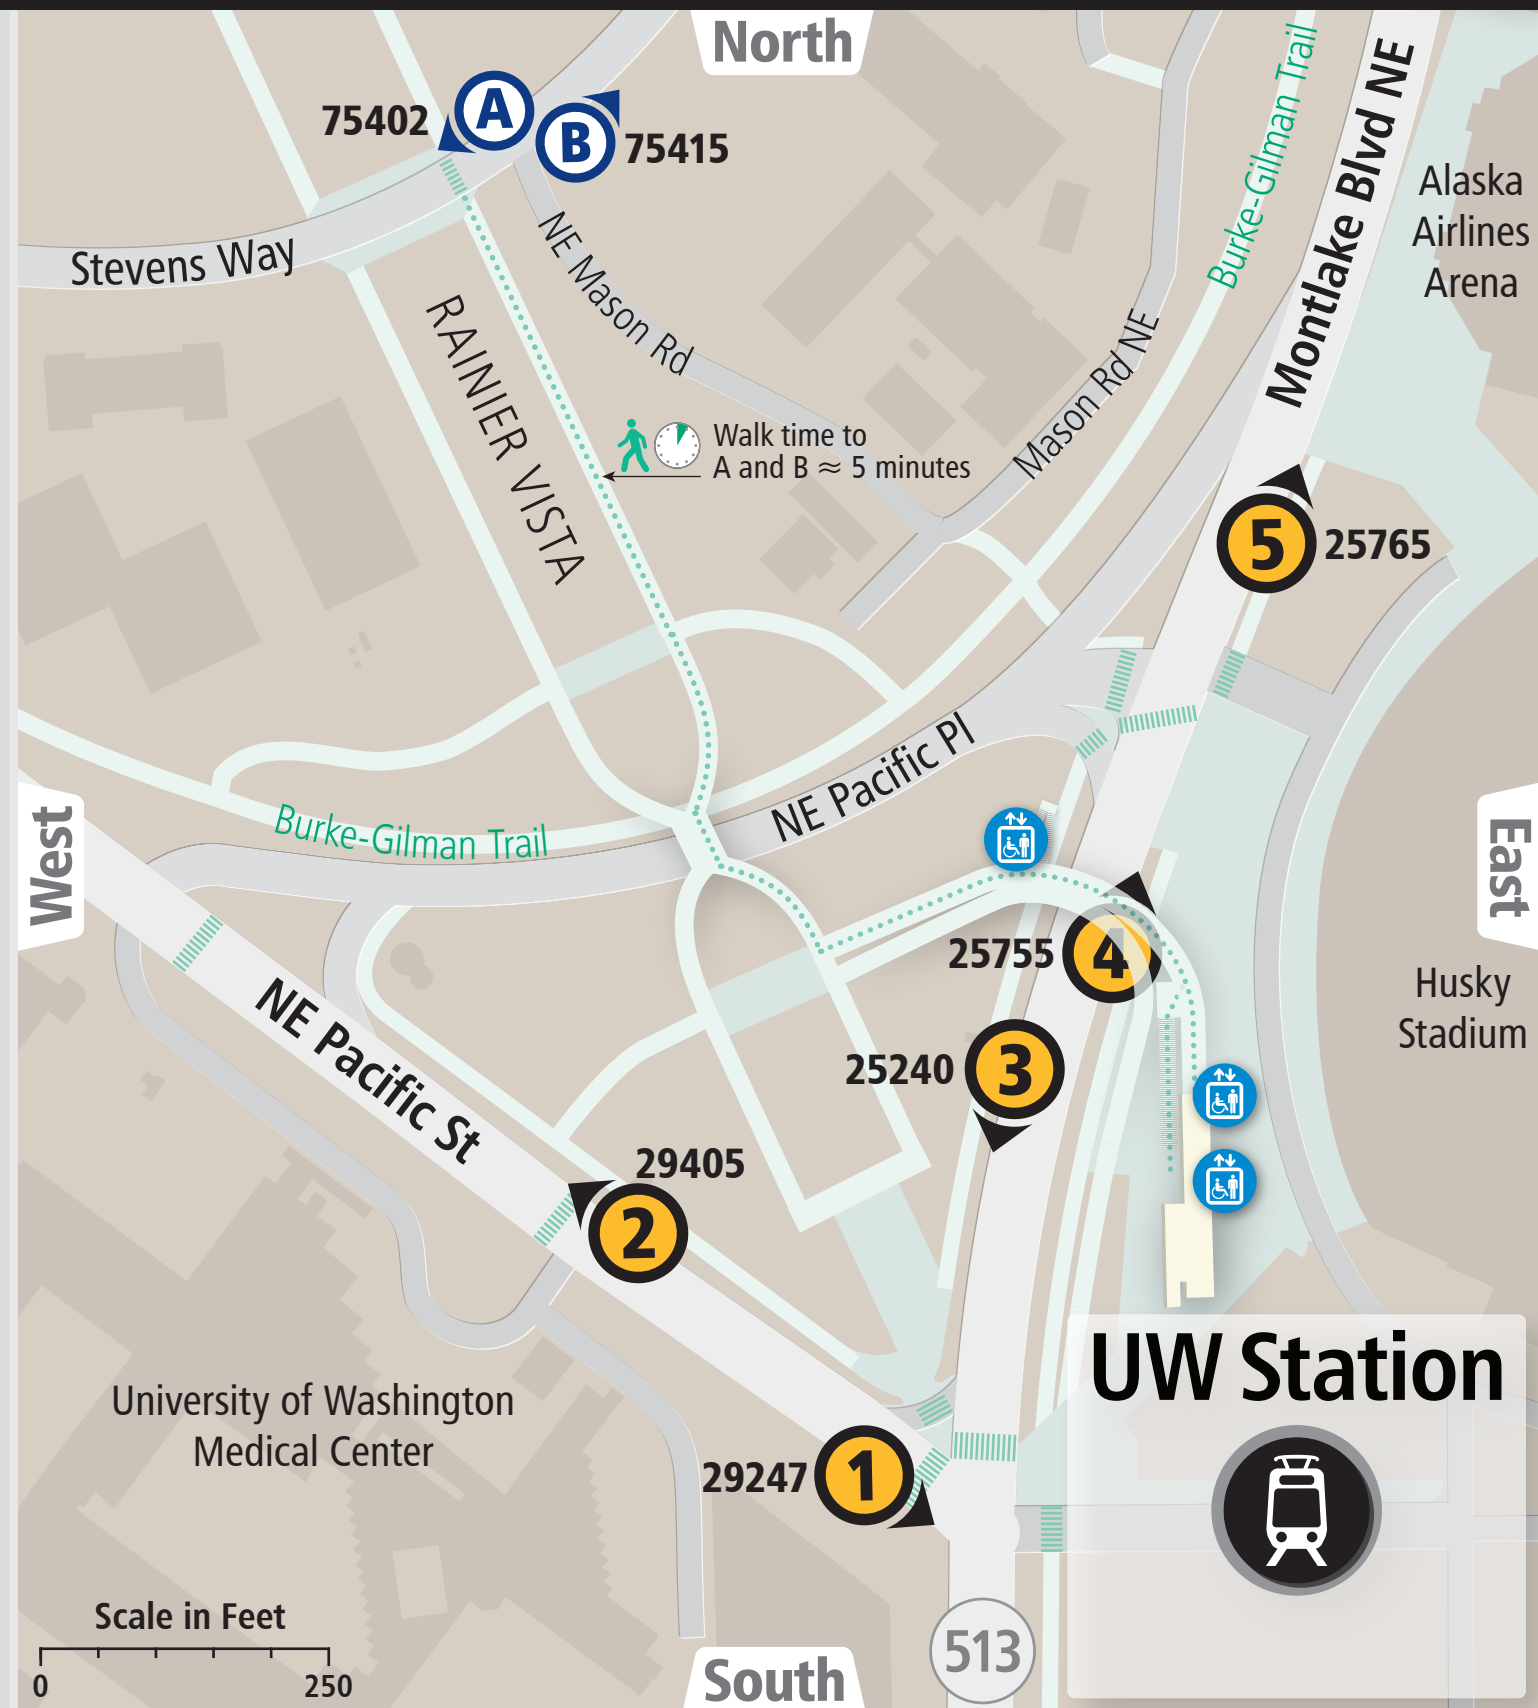 North
75402
A
B
75415
Burke-Gilman Trail
Montlake Blvd NE
Alaska
Airlines
Arena
Stevens Way
NE Mason Rd
RAINIER VISTA
Mason Rd NE
Walk time to
A and B ≈ 5 minutes
5
25765
NE Pacific Pl
West
Burke-Gilman Trail
East
25755
4
Husky
Stadium
NE Pacific St
25240
3
29405
2
UW Station
University of Washington
Medical Center
29247
1
Scale in Feet
0
250
513
South